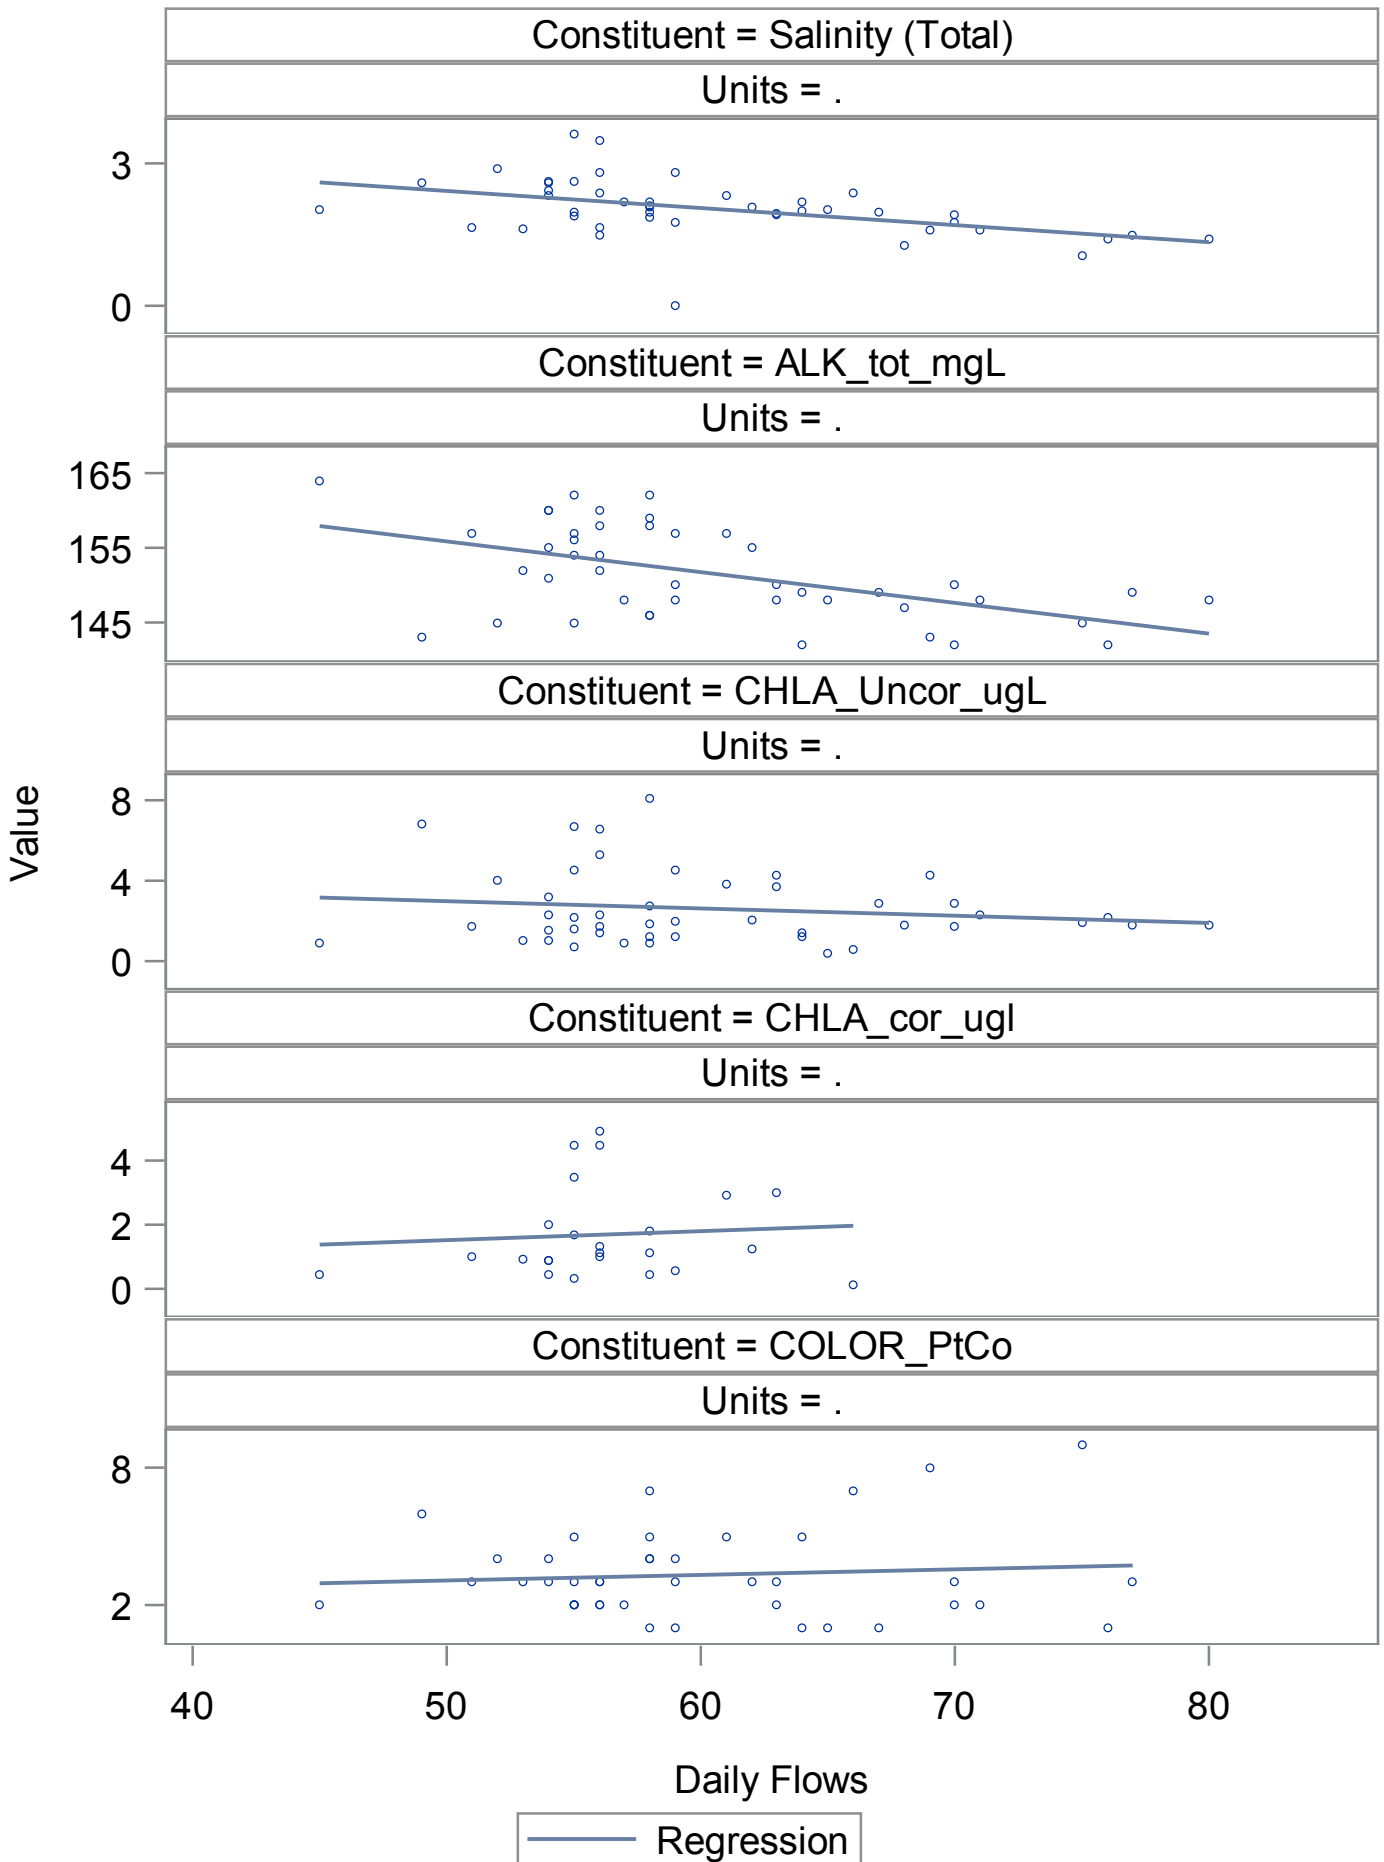 Constituent = Salinity (Total)
Units = .
3
0
Constituent = ALK_tot_mgL
Units = .
165
155
145
Constituent = CHLA_Uncor_ugL
Units = .
Value
8
4
0
Constituent = CHLA_cor_ugl
Units = .
4
2
0
Constituent = COLOR_PtCo
Units = .
8
2
40 50 60 70 80
Daily Flows
Regression